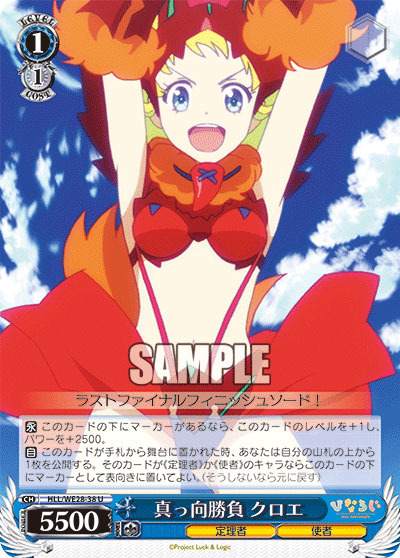 LEVEL
1
1
COST
SAMPLE
ラストファイナルフィニッシュソード！
永 このカードの下にマーカーがあるなら、このカードのレベルを＋1し、
パワーを＋2500。
自 このカードが手札から舞台に置かれた時、あなたは自分の山札の上から
1枚を公開する。そのカードが《定理者》か《使者》のキャラならこのカードの下に
マーカーとして表向きに置いてよい。（そうしないなら元に戻す）
CH HLL/WE28-38 U
5500
真っ向勝負 クロエ
ひなろじ
定理者
使者
©Project Luck & Logic